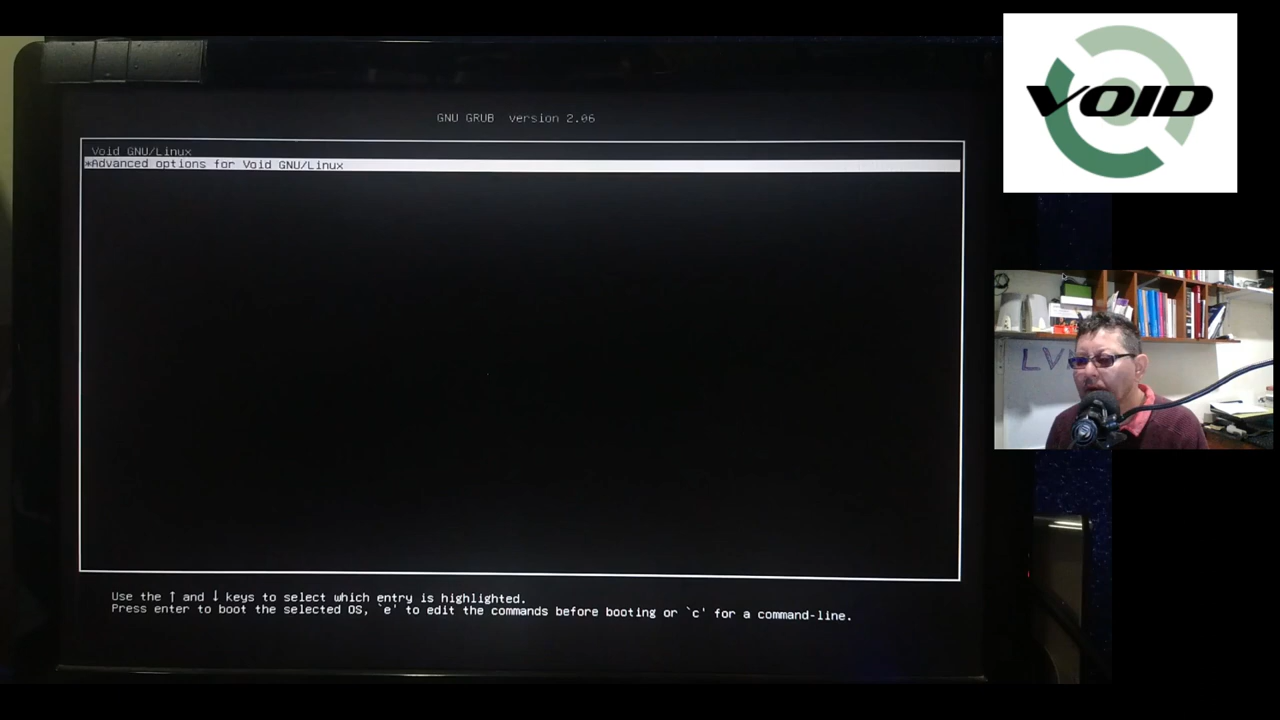 GNU GRUB version 2.06
Void GNU/Linux
*Advanced options for Void GNU/Linux
Use the ↑ and ↓ keys to select which entry is highlighted.
Press enter to boot the selected OS, `e' to edit the commands before booting or `c' for a command-line.
VOID